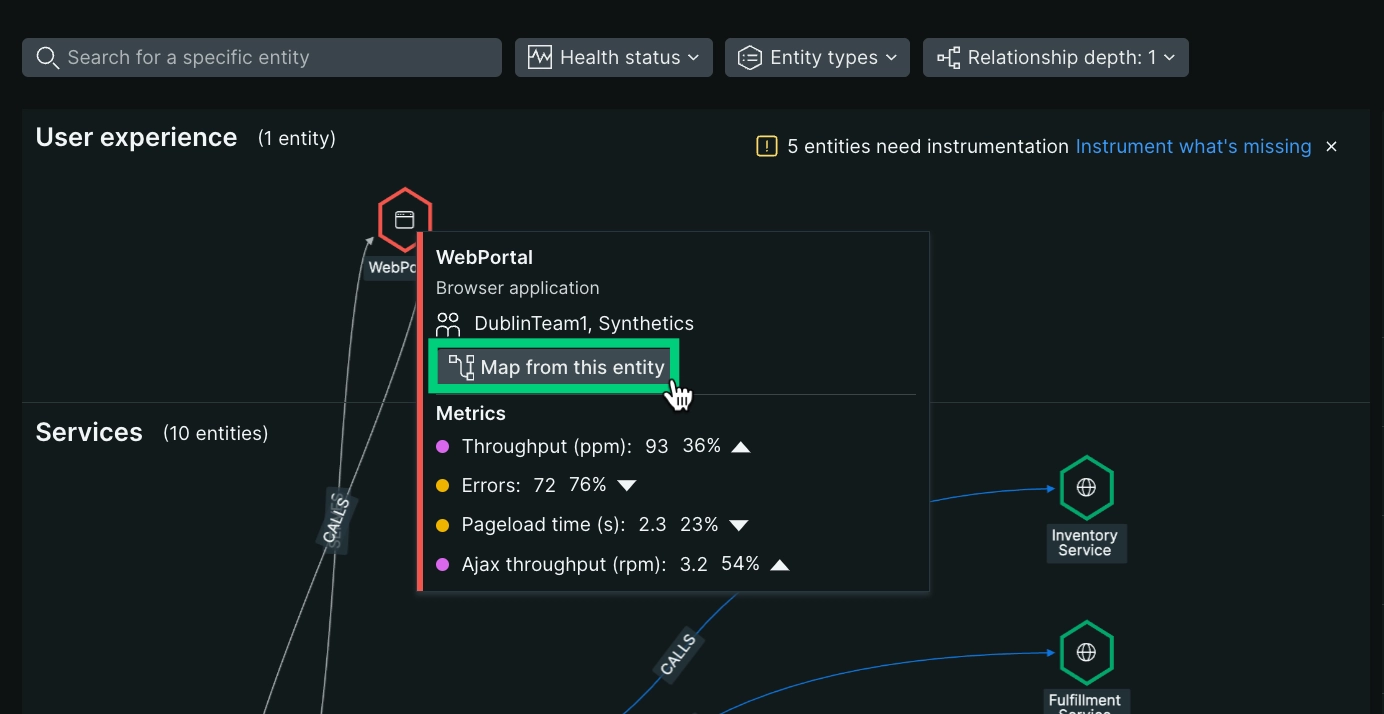 Search for a specific entity
Health status
Entity types
Relationship depth: 1
User experience (1 entity)
5 entities need instrumentation Instrument what's missing
WebPo
WebPortal
Browser application
DublinTeam1, Synthetics
Map from this entity
Metrics
Throughput (ppm): 93 36%
Errors: 72 76%
Pageload time (s): 2.3 23%
Ajax throughput (rpm): 3.2 54%
Services (10 entities)
CALLS
Inventory
Service
CALLS
Fulfillment
Service